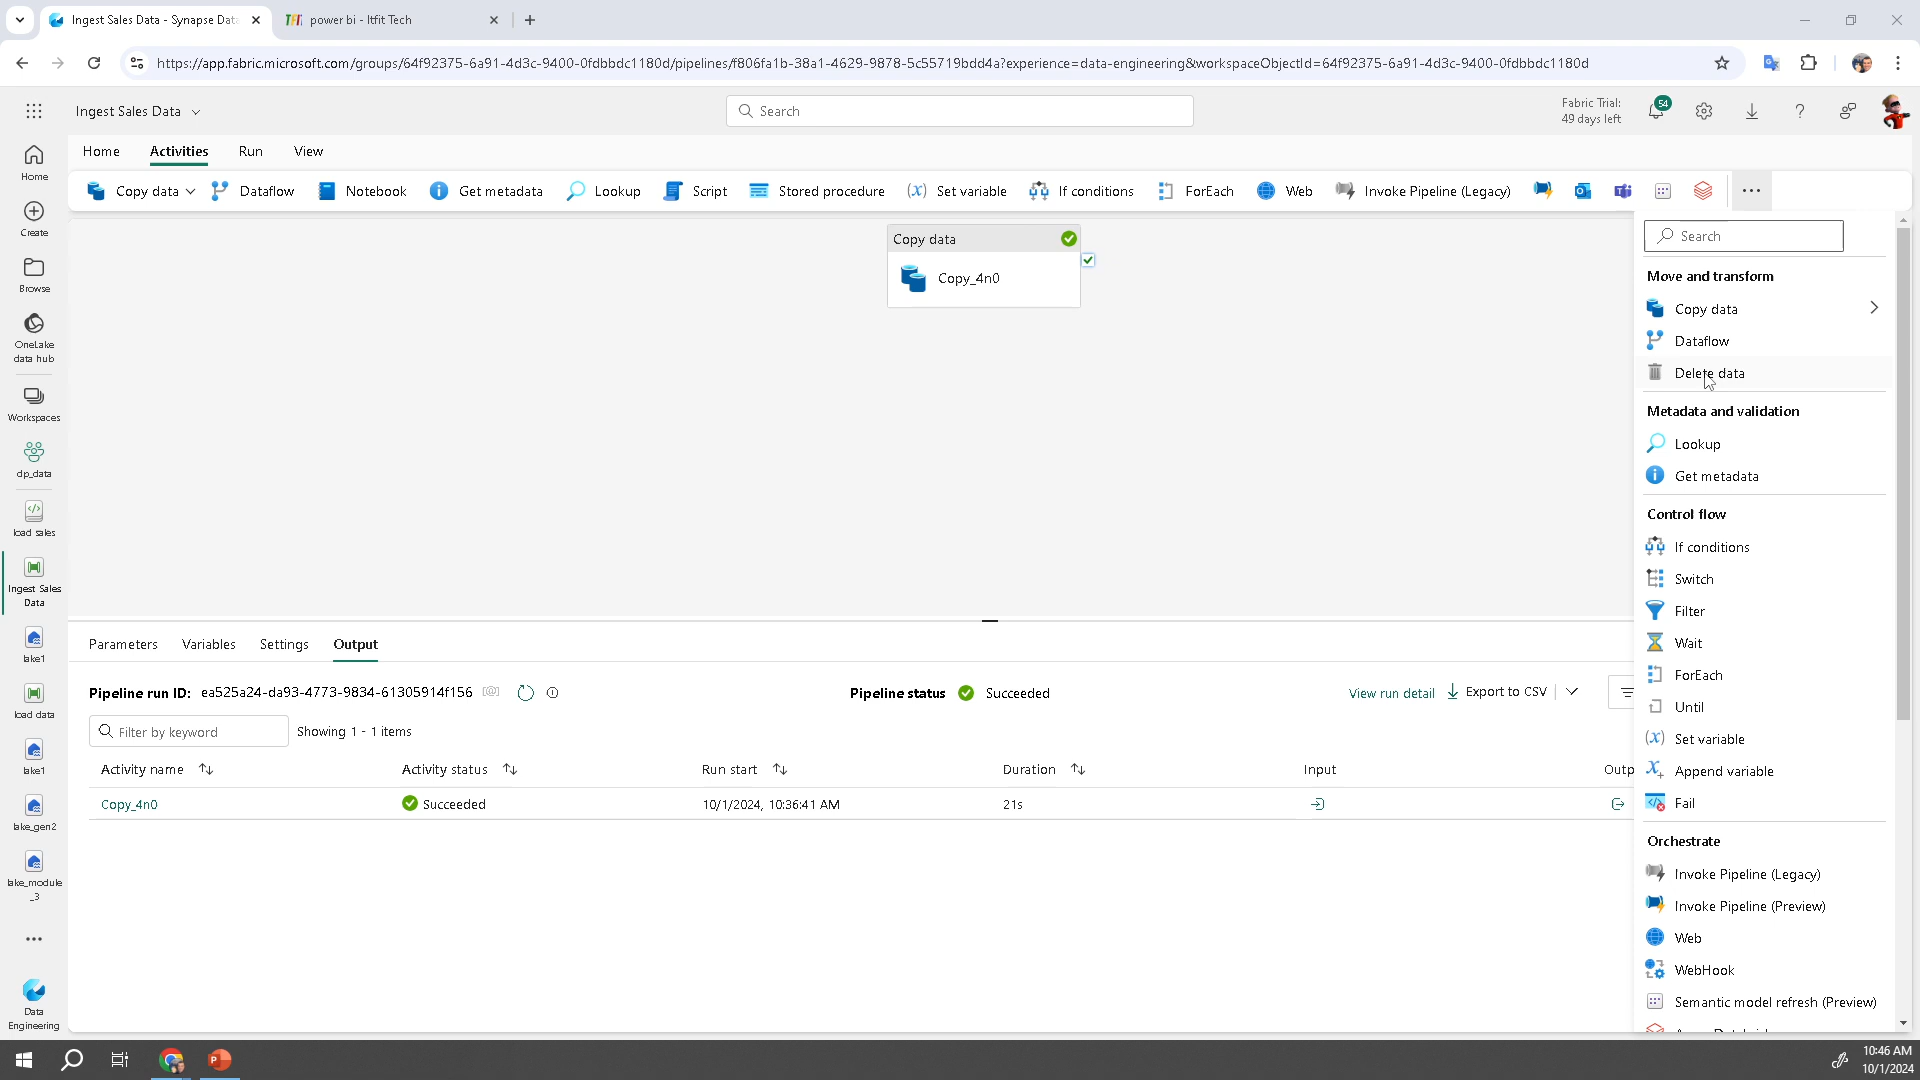 Ingest Sales Data - Synapse Dat
power bi - Itfit Tech
https://app.fabric.microsoft.com/groups/64f92375-6a91-4d3c-9400-0fdbbdc1180d/pipelines/f806fa1b-38a1-4629-9878-5c55719bdd4a?experience=data-engineering&workspaceObjectId=64f92375-6a91-4d3c-9400-0fdbbdc1180d
Ingest Sales Data
Search
Fabric Trial:
49 days left
54
Home
Activities
Run
View
Copy data
Dataflow
Notebook
Get metadata
Lookup
Script
Stored procedure
Set variable
If conditions
ForEach
Web
Invoke Pipeline (Legacy)
Home
Create
Browse
OneLake
data hub
Workspaces
dp_data
load sales
Ingest Sales
Data
lake1
load data
lake1
lake_gen2
lake_module
_3
Data
Engineering
Copy data
Copy_4n0
Search
Move and transform
Copy data
Dataflow
Delete data
Metadata and validation
Lookup
Get metadata
Control flow
If conditions
Switch
Filter
Wait
ForEach
Until
Set variable
Append variable
Fail
Orchestrate
Invoke Pipeline (Legacy)
Invoke Pipeline (Preview)
Web
WebHook
Semantic model refresh (Preview)
Parameters
Variables
Settings
Output
Pipeline run ID: ea525a24-da93-4773-9834-61305914f156
Pipeline status Succeeded
View run detail
Export to CSV
Filter by keyword
Showing 1 - 1 items
Activity name
Activity status
Run start
Duration
Input
Outp
Copy_4n0
Succeeded
10/1/2024, 10:36:41 AM
21s
10:46 AM
10/1/2024